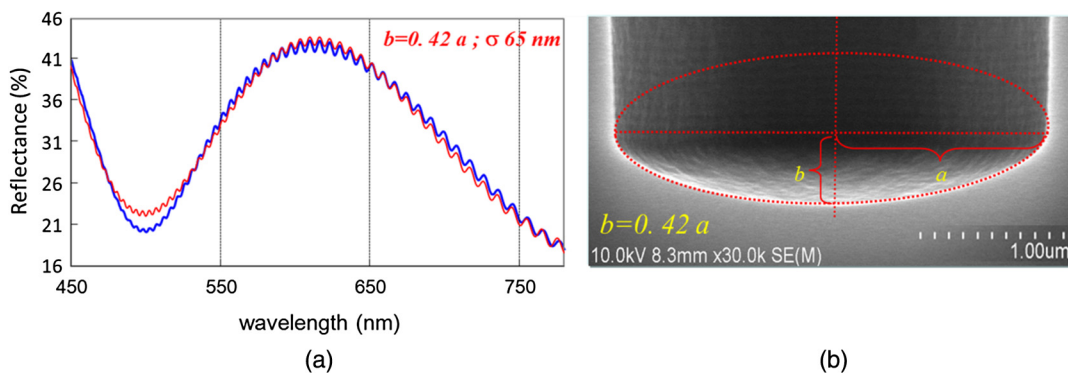 46
41
36
31
26
21
16
Reflectance (%)
b=0. 42 a ; σ 65 nm
450
550
650
750
wavelength (nm)
(a)
b
a
b=0. 42 a
10.0kV 8.3mm x30.0k SE(M)
1.00um
(b)